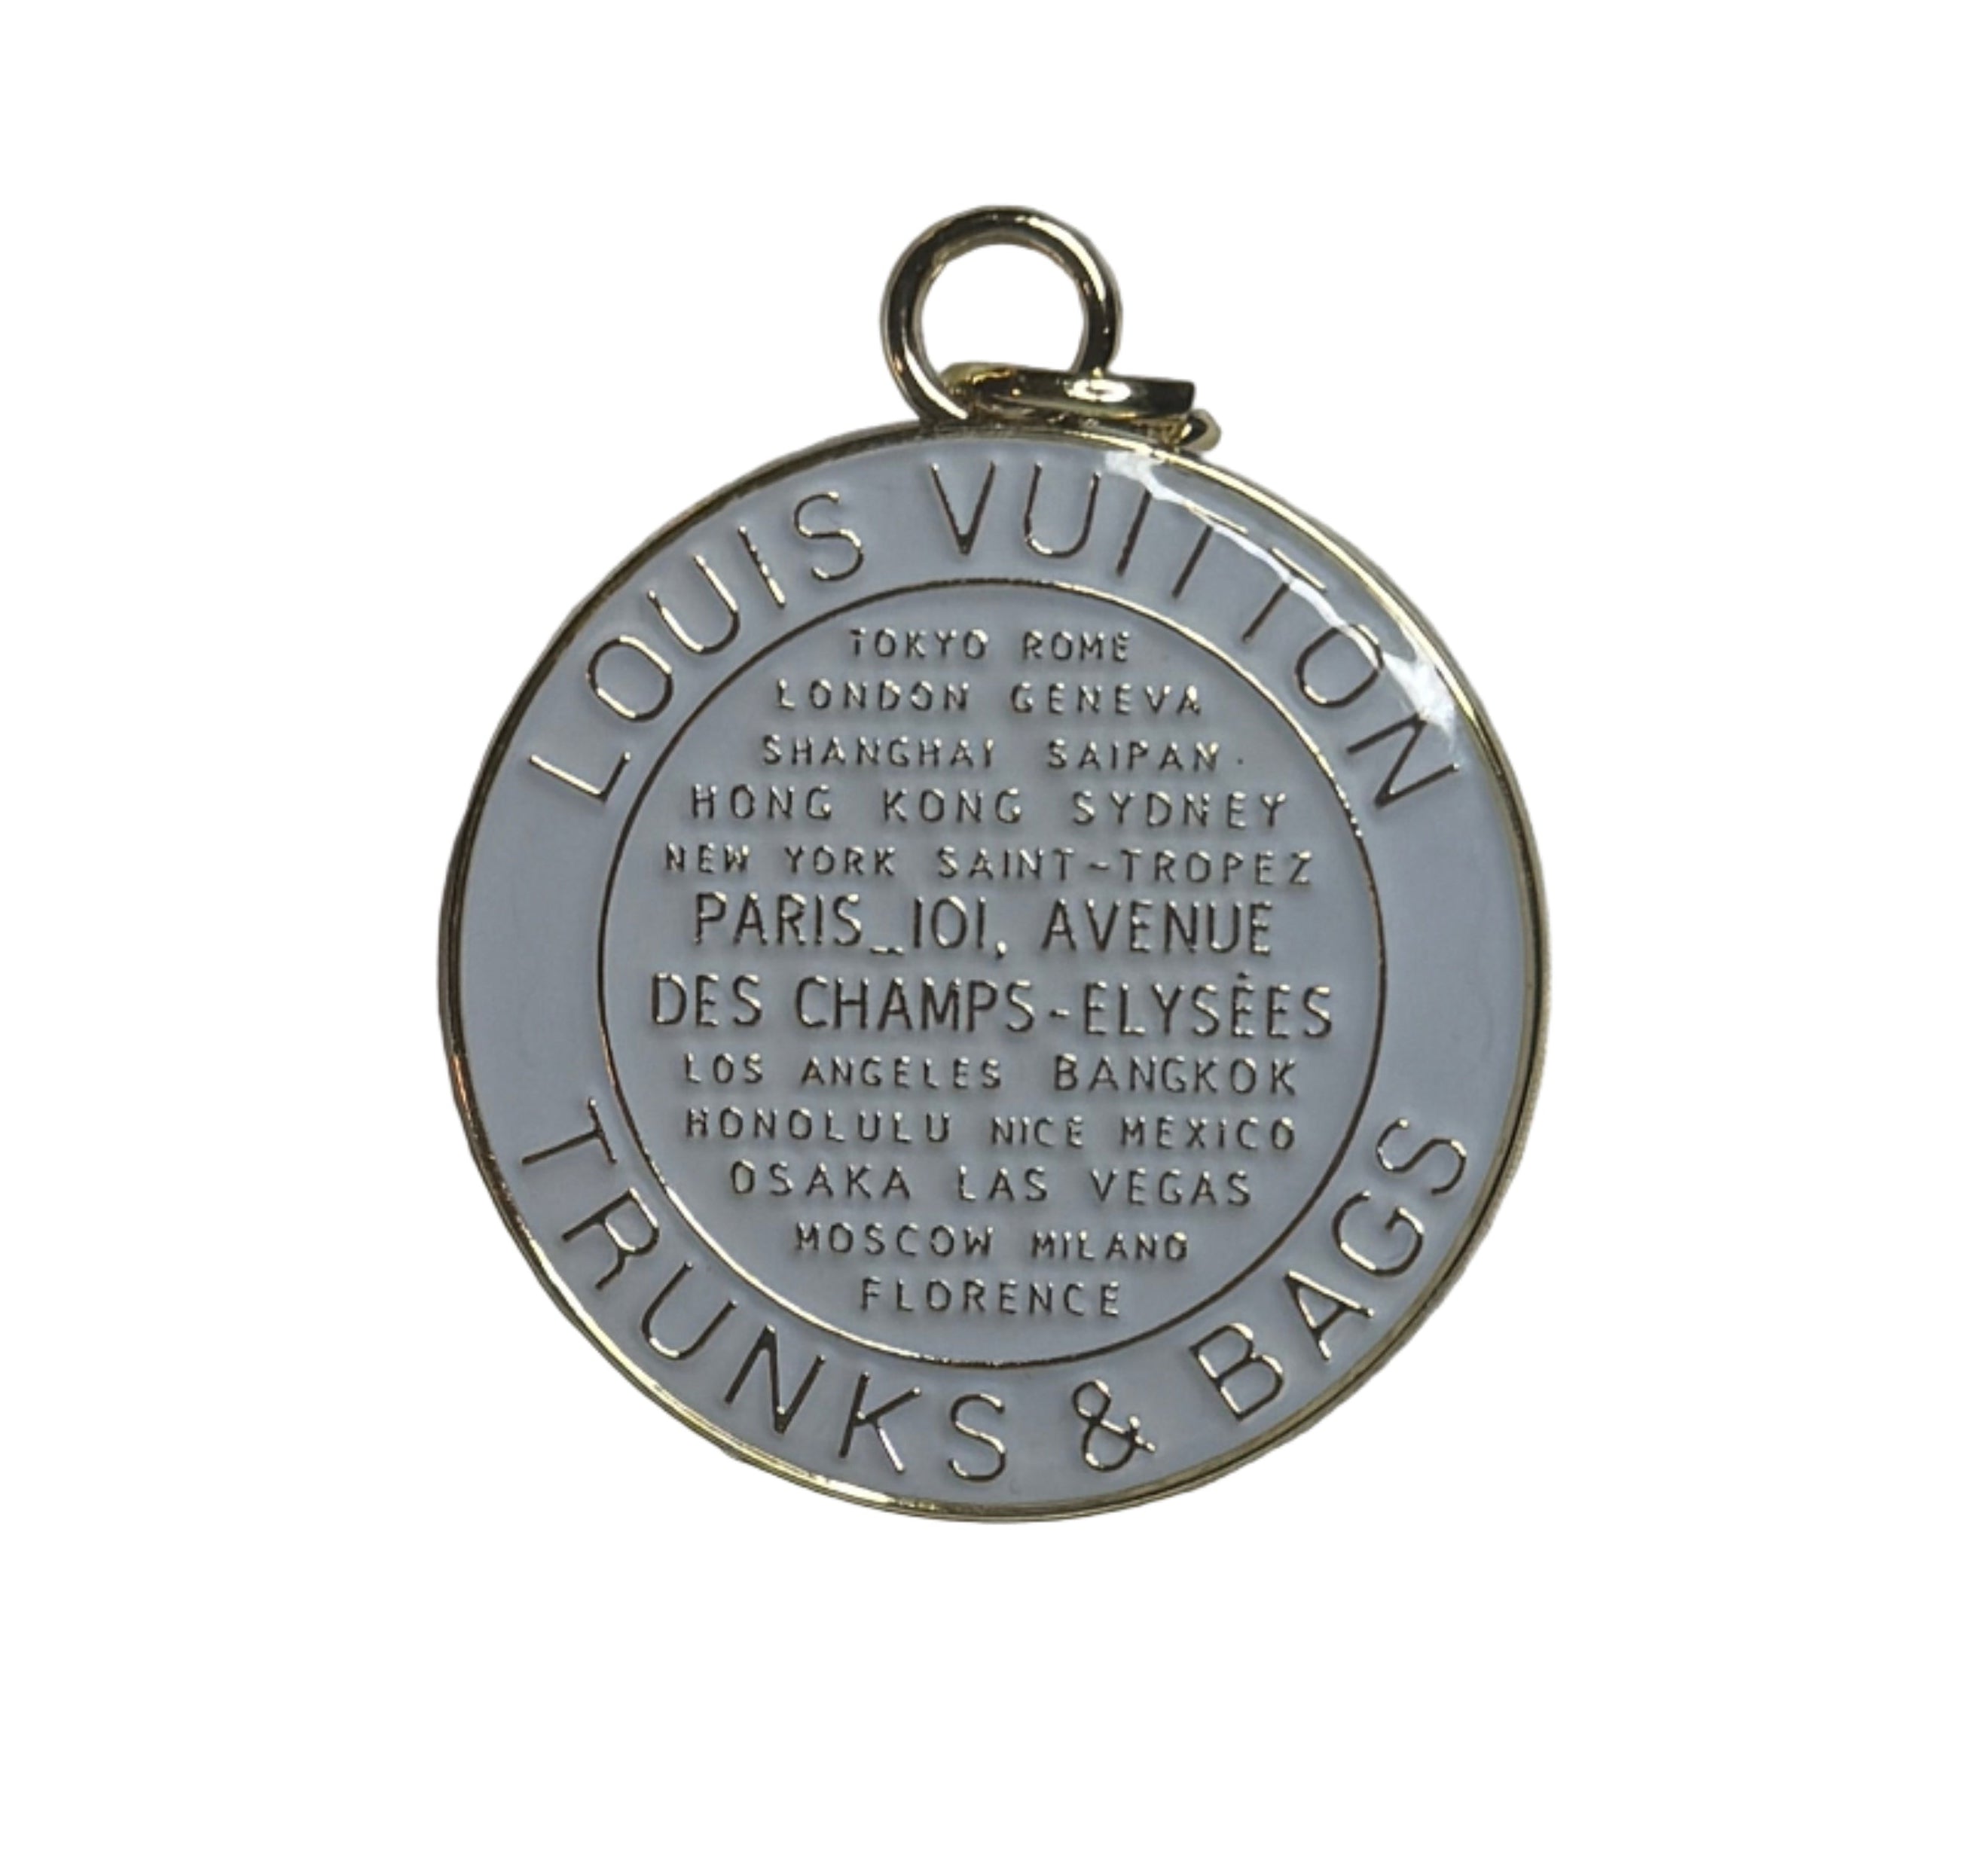 LOUIS VUITTON
TOKYO ROME
LONDON GENEVA
SHANGHAI SAIPAN
HONG KONG SYDNEY
NEW YORK SAINT-TROPEZ
PARIS_101, AVENUE
DES CHAMPS-ELYSÉES
LOS ANGELES BANGKOK
HONOLULU NICE MEXICO
OSAKA LAS VEGAS
MOSCOW MILANO
FLORENCE
TRUNKS & BAGS